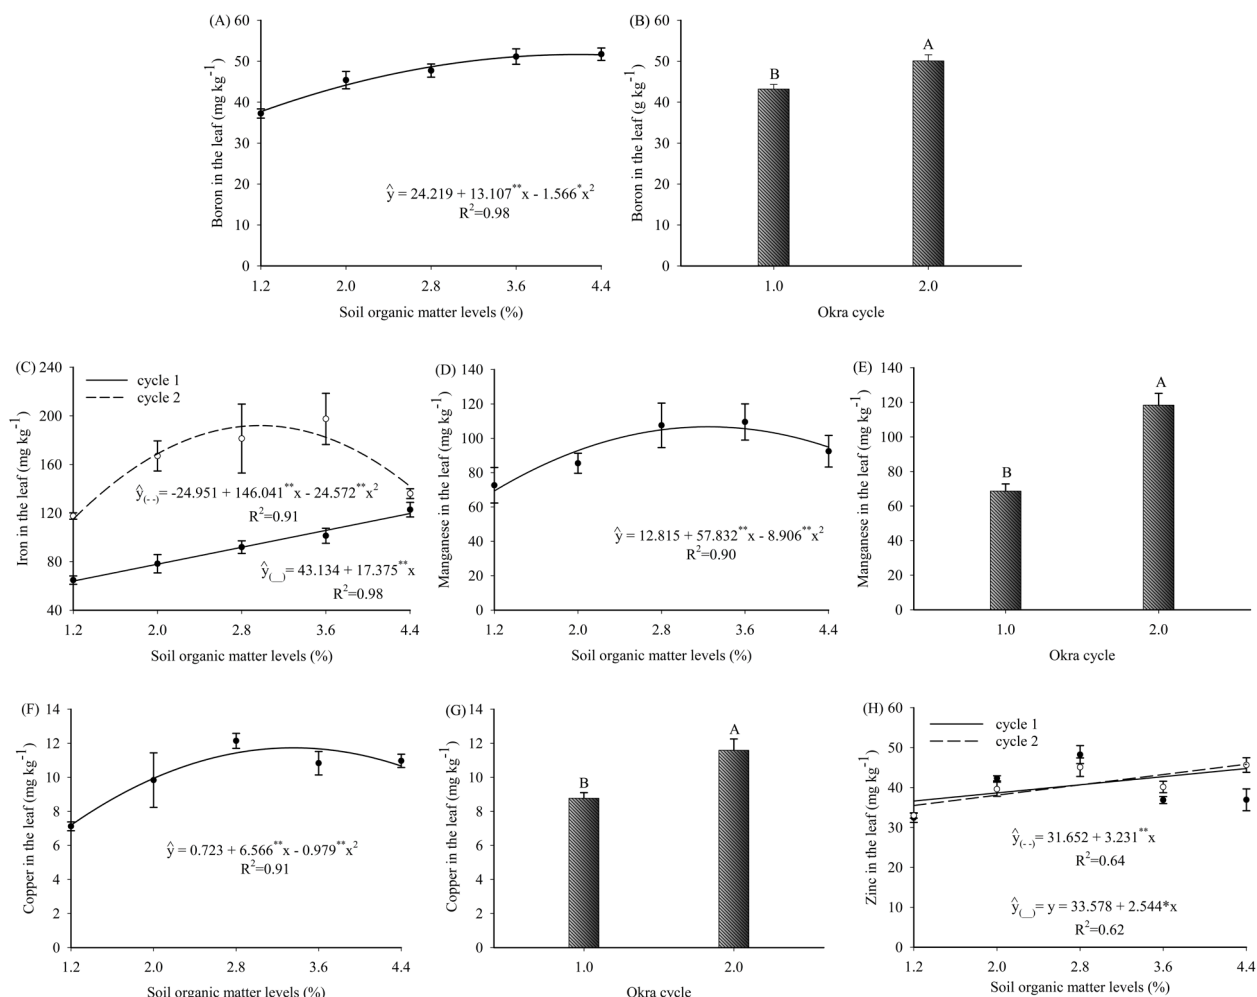 (A)
60
50
40
30
20
10
0
Boron in the leaf (mg kg⁻¹)
ŷ = 24.219 + 13.107**x - 1.566*x²
R²=0.98
1.2 2.0 2.8 3.6 4.4
Soil organic matter levels (%)
(B)
60
50
40
30
20
10
0
Boron in the leaf (g kg⁻¹)
B
A
1.0 2.0
Okra cycle
(C)
240
200
160
120
80
40
Iron in the leaf (mg kg⁻¹)
cycle 1
cycle 2
ŷ(- -) = -24.951 + 146.041**x - 24.572**x²
R²=0.91
ŷ(__)= 43.134 + 17.375**x
R²=0.98
1.2 2.0 2.8 3.6 4.4
Soil organic matter levels (%)
(D)
140
120
100
80
60
40
20
0
Manganese in the leaf (mg kg⁻¹)
ŷ = 12.815 + 57.832**x - 8.906**x²
R²=0.90
1.2 2.0 2.8 3.6 4.4
Soil organic matter levels (%)
(E)
140
120
100
80
60
40
20
0
Manganese in the leaf (mg kg⁻¹)
B
A
1.0 2.0
Okra cycle
(F)
14
12
10
8
6
4
2
0
Copper in the leaf (mg kg⁻¹)
ŷ = 0.723 + 6.566**x - 0.979**x²
R²=0.91
1.2 2.0 2.8 3.6 4.4
Soil organic matter levels (%)
(G)
14
12
10
8
6
4
2
0
Copper in the leaf (mg kg⁻¹)
B
A
1.0 2.0
Okra cycle
(H)
60
50
40
30
20
10
0
Zinc in the leaf (mg kg⁻¹)
cycle 1
cycle 2
ŷ(- -)= 31.652 + 3.231**x
R²=0.64
ŷ(__)= y = 33.578 + 2.544*x
R²=0.62
1.2 2.0 2.8 3.6 4.4
Soil organic matter levels (%)